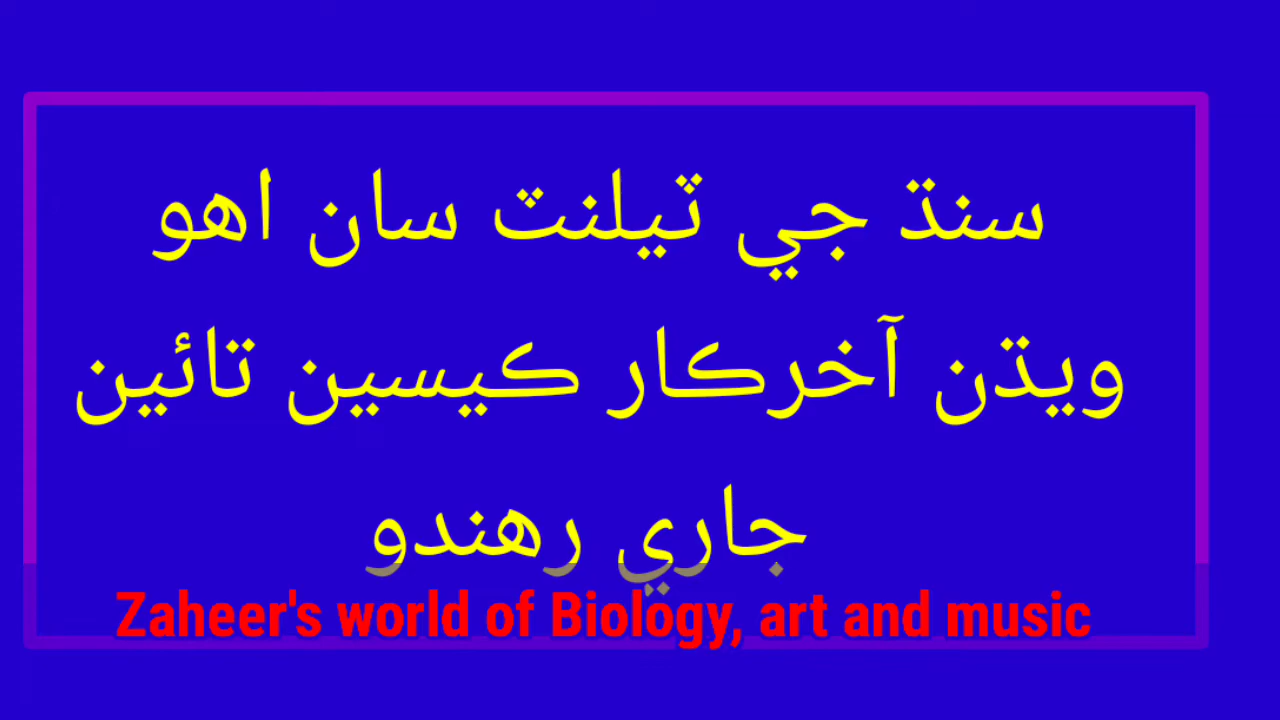 سنڌ جي ٽيلنٽ سان اهو
ويڌن آخرڪار ڪيسين تائين
جاري رهندو
Zaheer's world of Biology, art and music